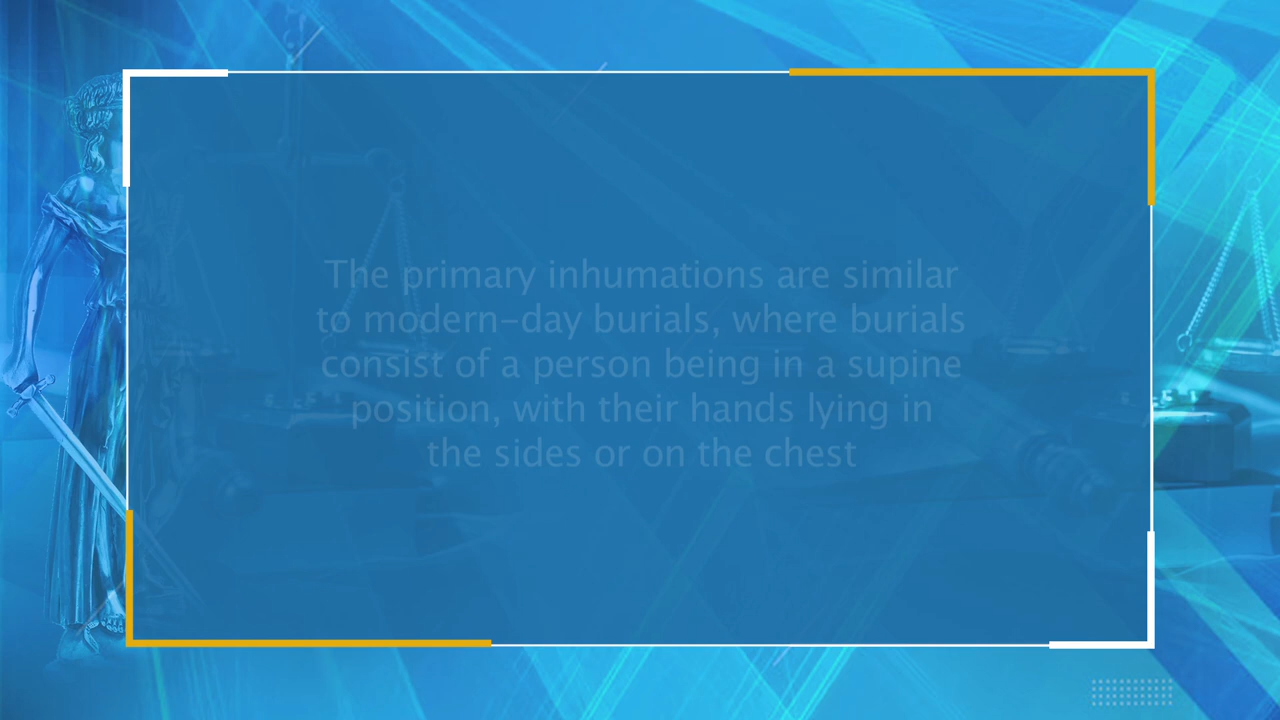 The primary inhumations are similar
to modern-day burials, where burials
consist of a person being in a supine
position, with their hands lying in
the sides or on the chest